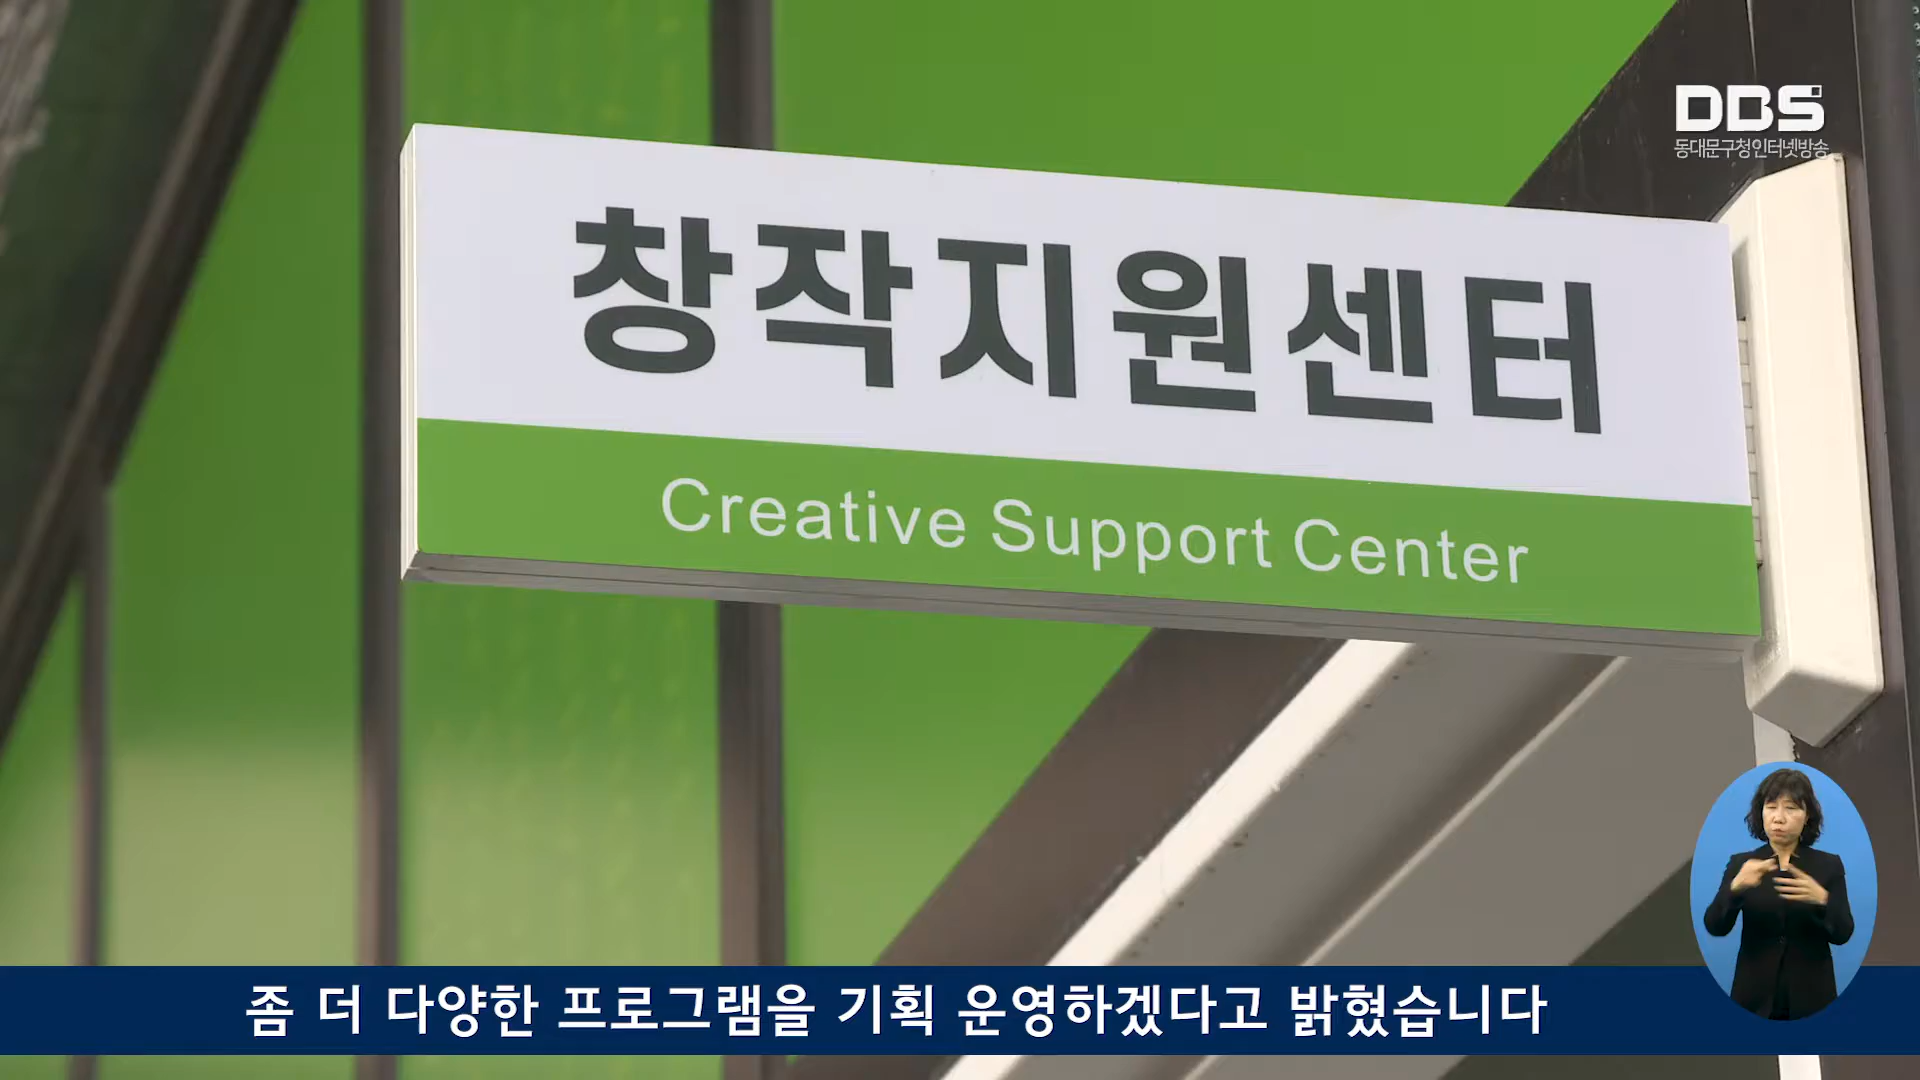 DBS
동대문구청인터넷방송
창작지원센터
Creative Support Center
좀 더 다양한 프로그램을 기획 운영하겠다고 밝혔습니다